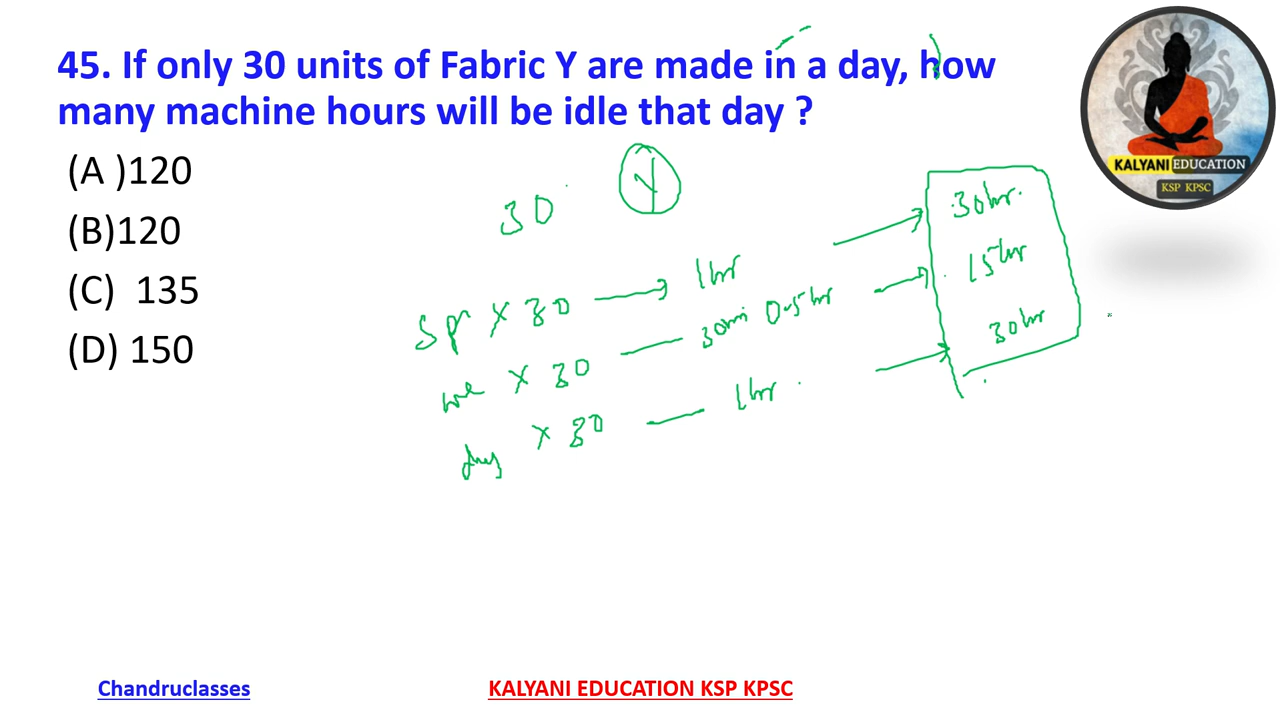 45. If only 30 units of Fabric Y are made in a day, how
many machine hours will be idle that day ?
(A )120
(B)120
(C) 135
(D) 150
30 Y
SP X 30 → 1hr → 30hr.
we X 30 — 30min 0.5hr → 15hr
X 30 — 1hr. → 30hr
KALYANI EDUCATION
KSP KPSC
Chandruclasses
KALYANI EDUCATION KSP KPSC